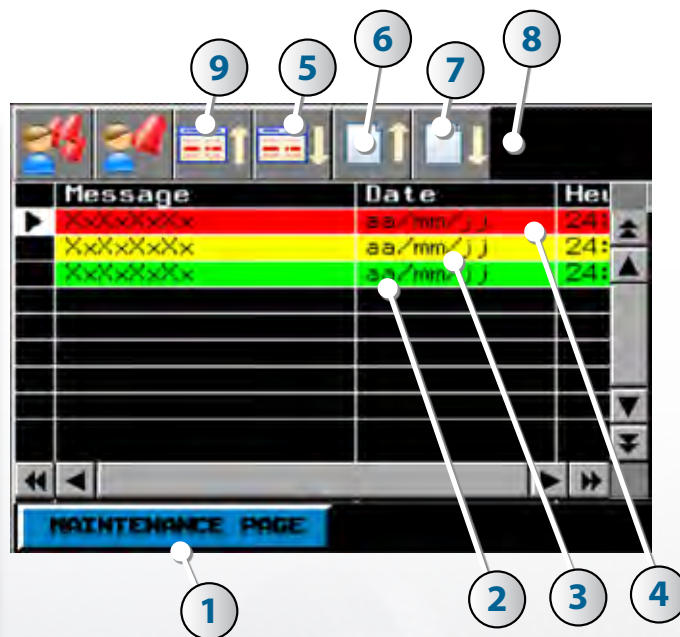 9 5 6 7 8
Message Date Heu
XxXxXxXx aa/mm/jj 24:
XxXxXxXx aa/mm/jj 24:
XxXxXxXx aa/mm/jj 24:
MAINTENANCE PAGE
1 2 3 4